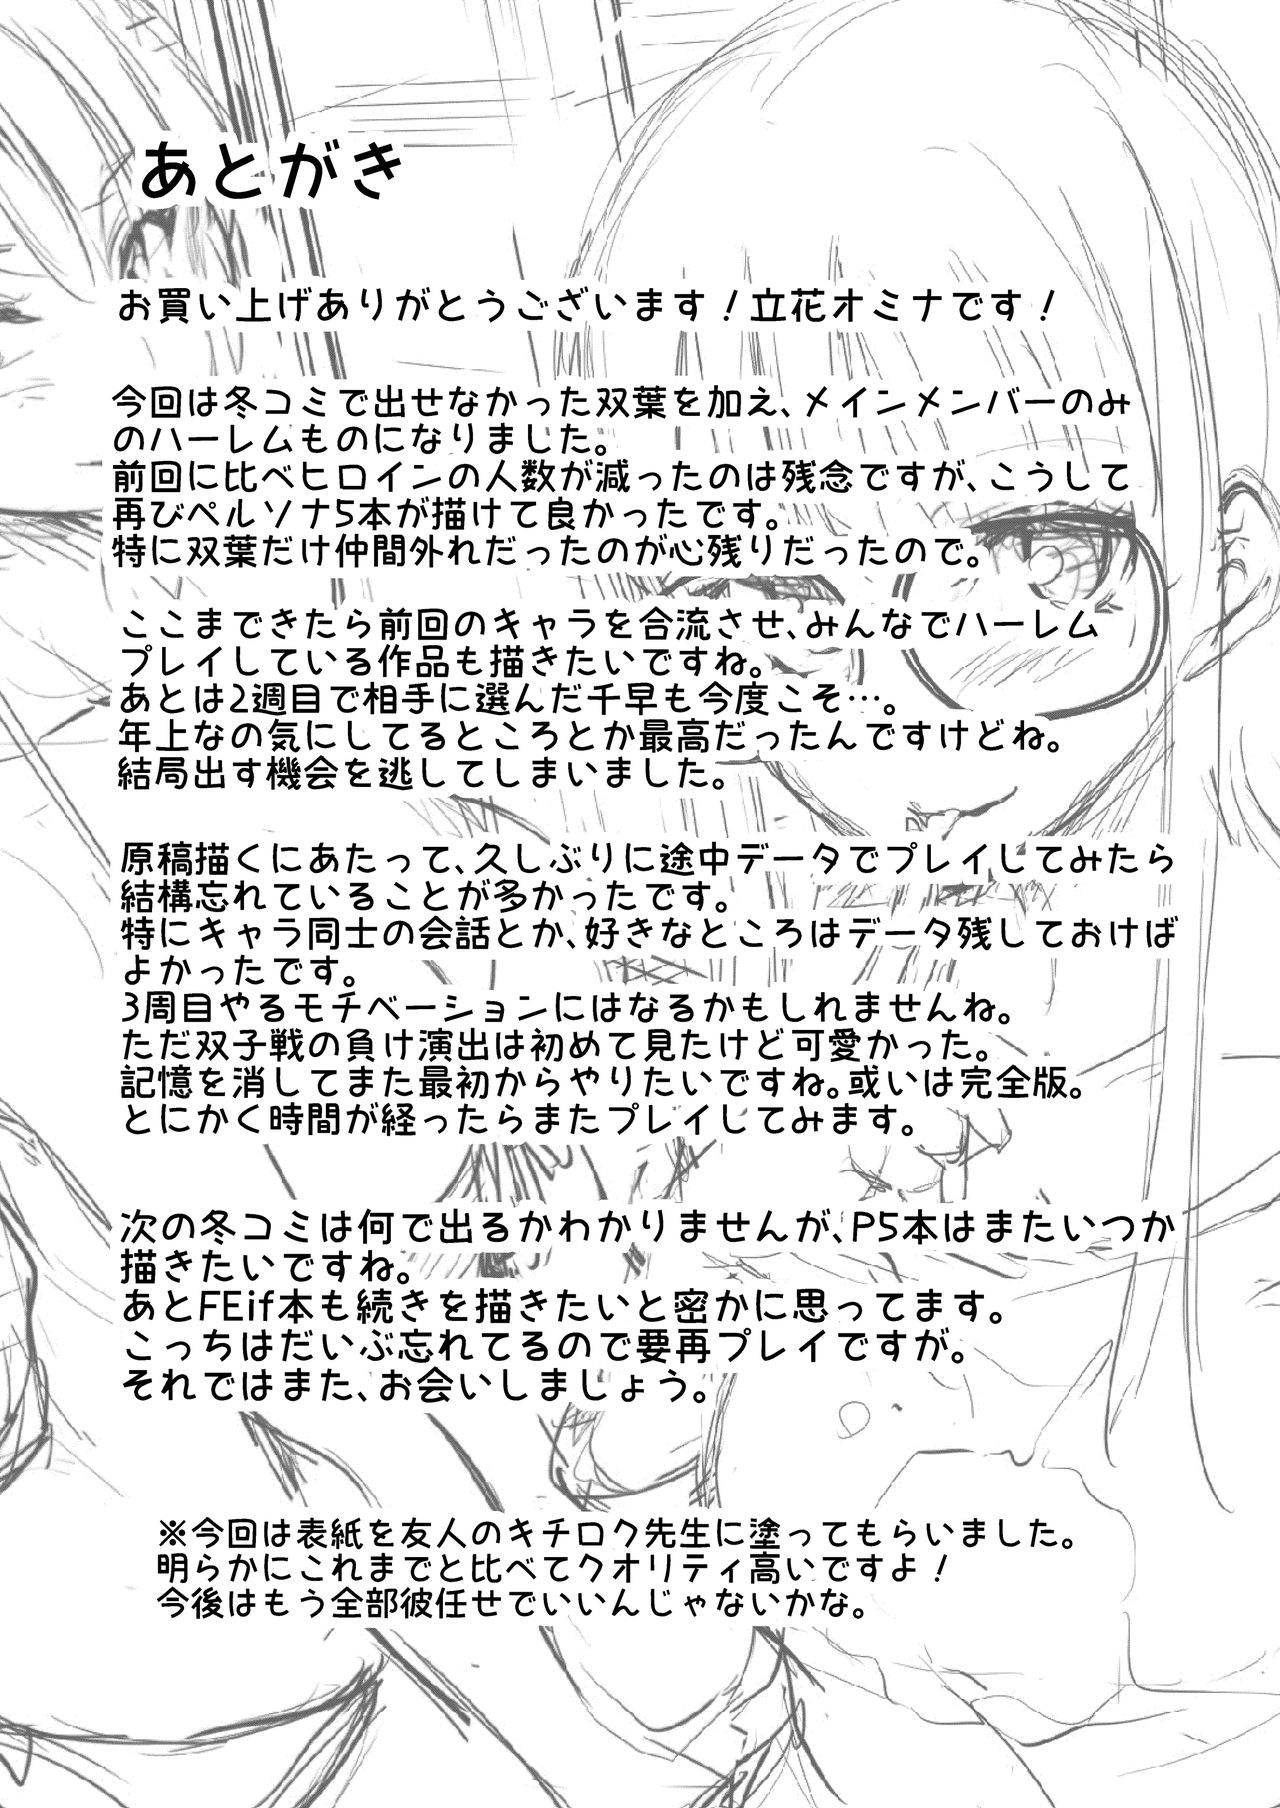 あとがき
お買い上げありがとうございます！立花オミナです！
今回は冬コミで出せなかった双葉を加え、メインメンバーのみ
のハーレムものになりました。
前回に比べヒロインの人数が減ったのは残念ですが、こうして
再びペルソナ5本が描けて良かったです。
特に双葉だけ仲間外れだったのが心残りだったので。
ここまできたら前回のキャラを合流させ、みんなでハーレム
プレイしている作品も描きたいですね。
あとは2週目で相手に選んだ千早も今度こそ…。
年上なの気にしてるところとか最高だったんですけどね。
結局出す機会を逃してしまいました。
原稿描くにあたって、久しぶりに途中データでプレイしてみたら
結構忘れていることが多かったです。
特にキャラ同士の会話とか、好きなところはデータ残しておけば
よかったです。
3周目やるモチベーションにはなるかもしれませんね。
ただ双子戦の負け演出は初めて見たけど可愛かった。
記憶を消してまた最初からやりたいですね。或いは完全版。
とにかく時間が経ったらまたプレイしてみます。
次の冬コミは何で出るかわかりませんが、P5本はまたいつか
描きたいですね。
あとFEif本も続きを描きたいと密かに思ってます。
こっちはだいぶ忘れてるので要再プレイですが。
それではまた、お会いしましょう。
※今回は表紙を友人のキチロク先生に塗ってもらいました。
明らかにこれまでと比べてクオリティ高いですよ！
今後はもう全部彼任せでいいんじゃないかな。